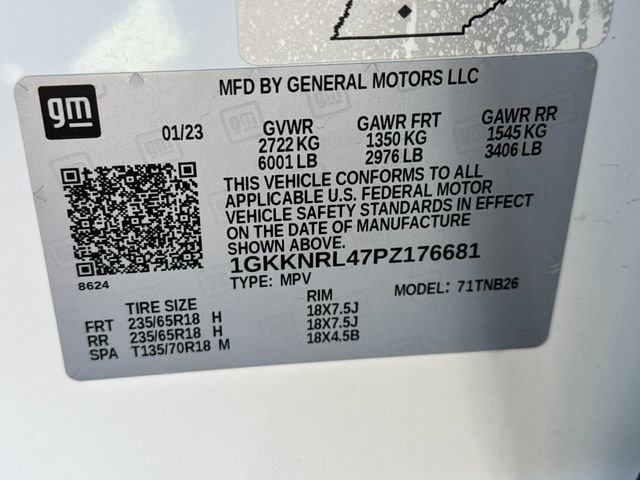 gm
MFD BY GENERAL MOTORS LLC
01/23 GVWR GAWR FRT GAWR RR
2722 KG 1350 KG 1545 KG
6001 LB 2976 LB 3406 LB
THIS VEHICLE CONFORMS TO ALL
APPLICABLE U.S. FEDERAL MOTOR
VEHICLE SAFETY STANDARDS IN EFFECT
ON THE DATE OF MANUFACTURE
SHOWN ABOVE.
8624
1GKKNRL47PZ176681
TYPE: MPV MODEL: 71TNB26
TIRE SIZE RIM
FRT 235/65R18 H 18X7.5J
RR 235/65R18 H 18X7.5J
SPA T135/70R18 M 18X4.5B